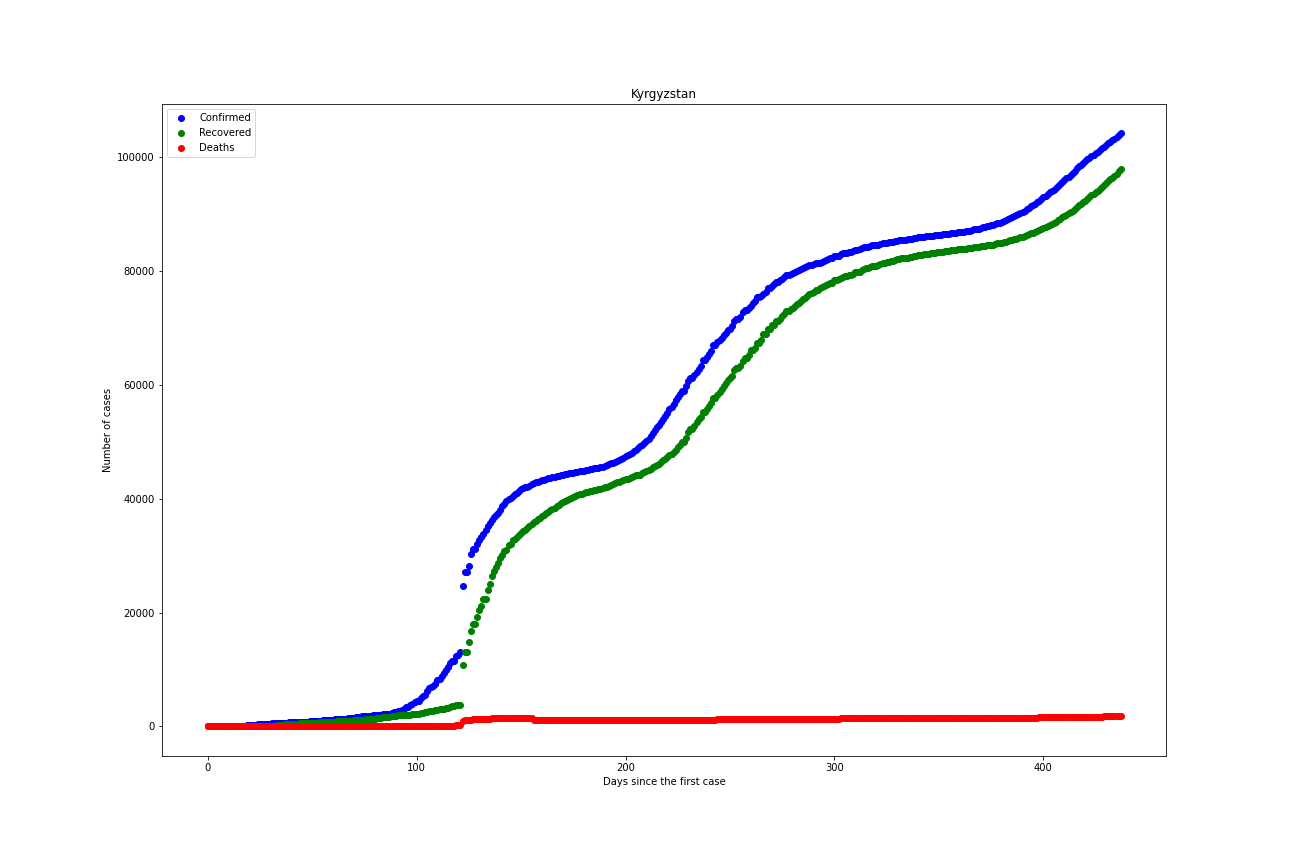 Kyrgyzstan
Confirmed
Recovered
Deaths
100000
80000
60000
40000
20000
0
Number of cases
0 100 200 300 400
Days since the first case